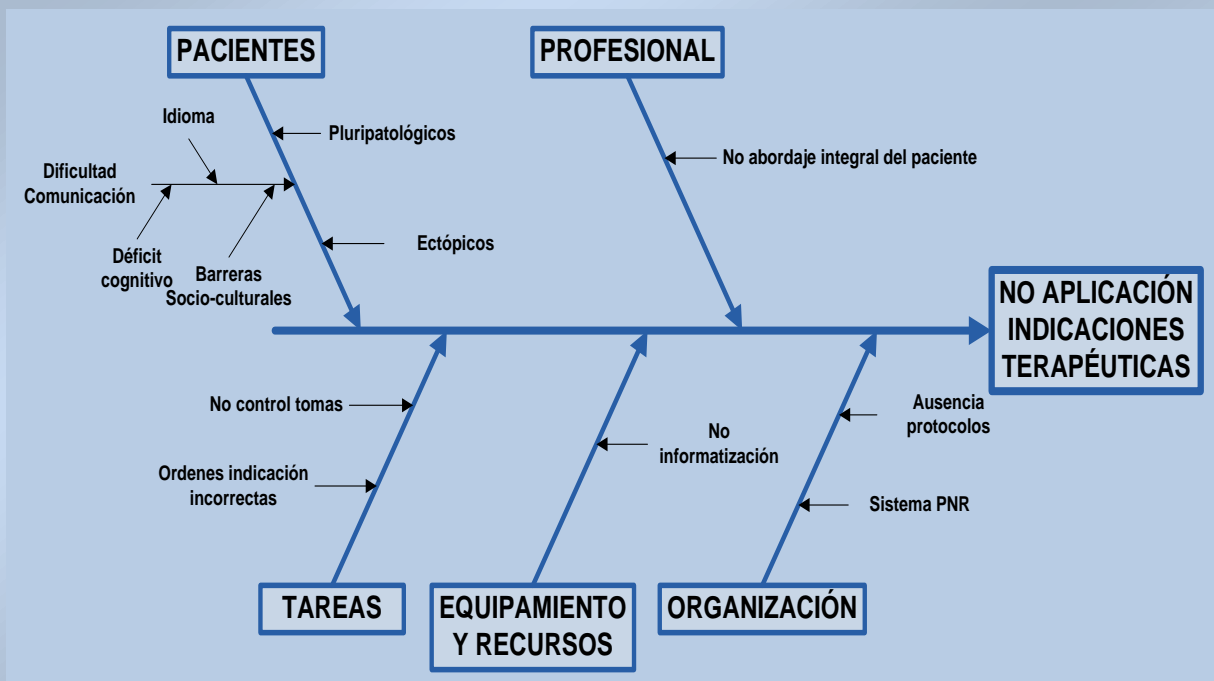 PACIENTES
PROFESIONAL
Idioma
Pluripatológicos
No abordaje integral del paciente
Dificultad
Comunicación
Ectópicos
Déficit
cognitivo
Barreras
Socio-culturales
NO APLICACIÓN
INDICACIONES
TERAPÉUTICAS
No control tomas
Ausencia
protocolos
No
informatización
Ordenes indicación
incorrectas
Sistema PNR
TAREAS
EQUIPAMIENTO
Y RECURSOS
ORGANIZACIÓN